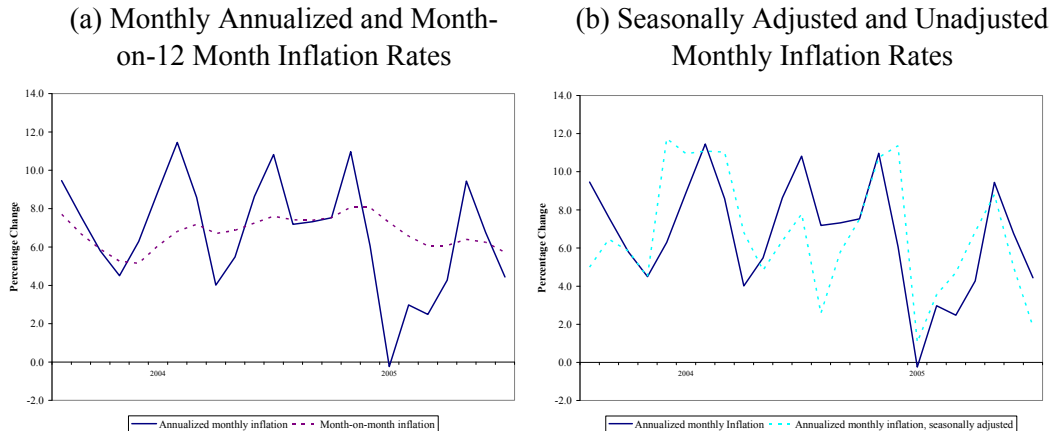 (a) Monthly Annualized and Month-
on-12 Month Inflation Rates
14.0
12.0
10.0
8.0
6.0
4.0
2.0
0.0
-2.0
Percentage Change
2004
2005
Annualized monthly inflation
Month-on-month inflation
(b) Seasonally Adjusted and Unadjusted
Monthly Inflation Rates
14.0
12.0
10.0
8.0
6.0
4.0
2.0
0.0
-2.0
Percentage Change
2004
2005
Annualized monthly Inflation
Annualized monthly inflation, seasonally adjusted